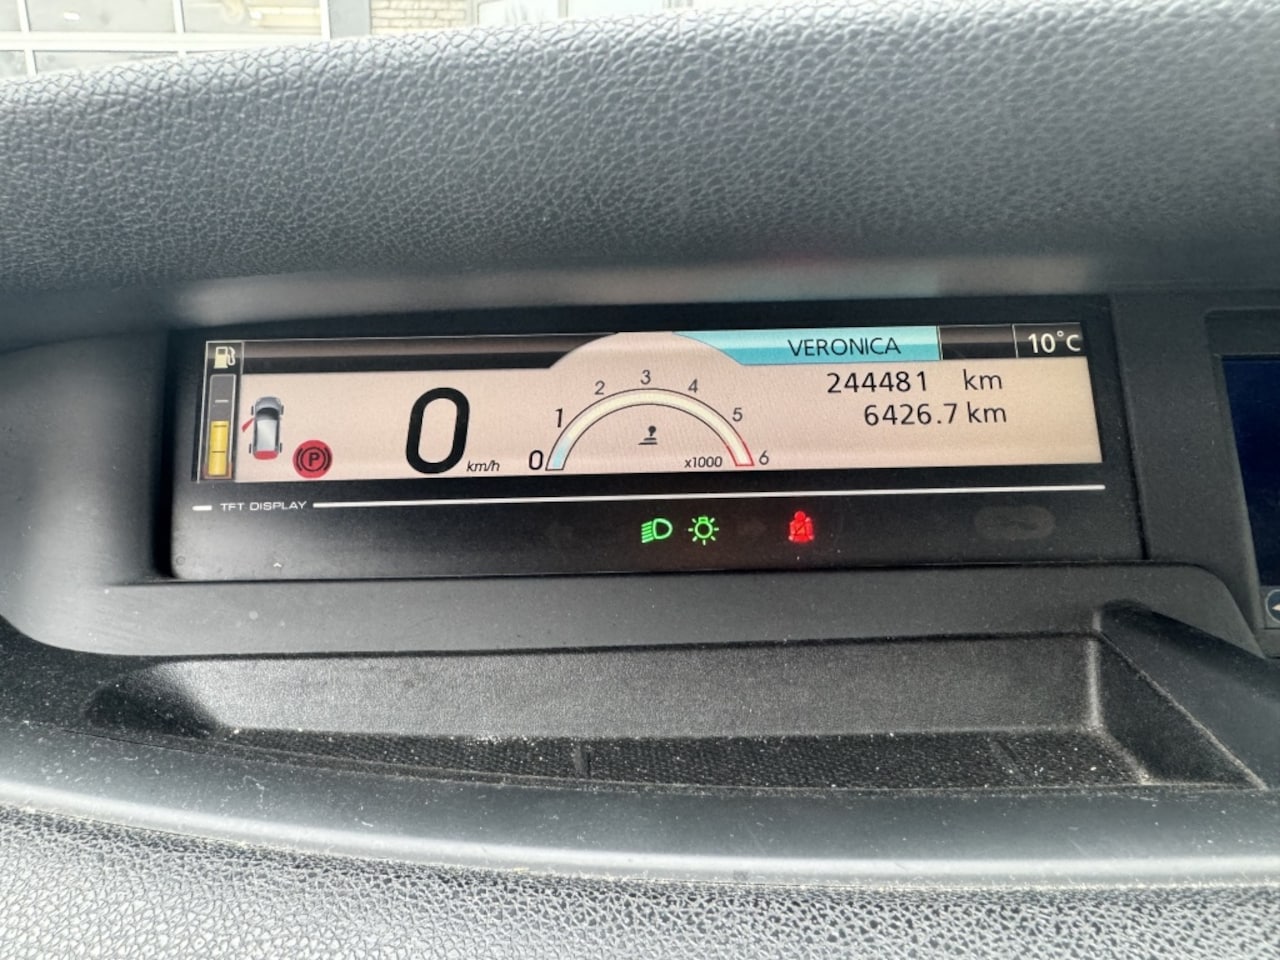 VERONICA
10°C
244481 km
6426.7 km
0 km/h
0 1 2 3 4 5 6
x1000
P
TFT DISPLAY